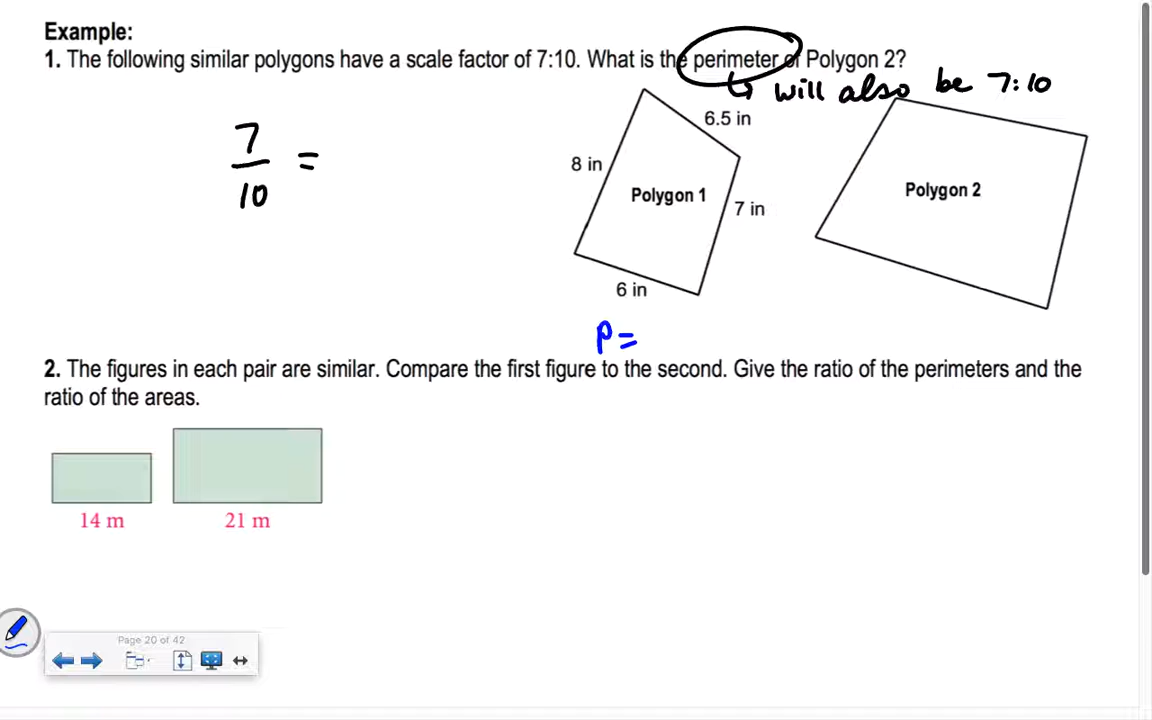 Example:
1. The following similar polygons have a scale factor of 7:10. What is the perimeter of Polygon 2?
↳ will also be 7:10
7
10
=
6.5 in
8 in
Polygon 1
7 in
6 in
Polygon 2
P=
2. The figures in each pair are similar. Compare the first figure to the second. Give the ratio of the perimeters and the
ratio of the areas.
14 m
21 m
Page 20 of 42